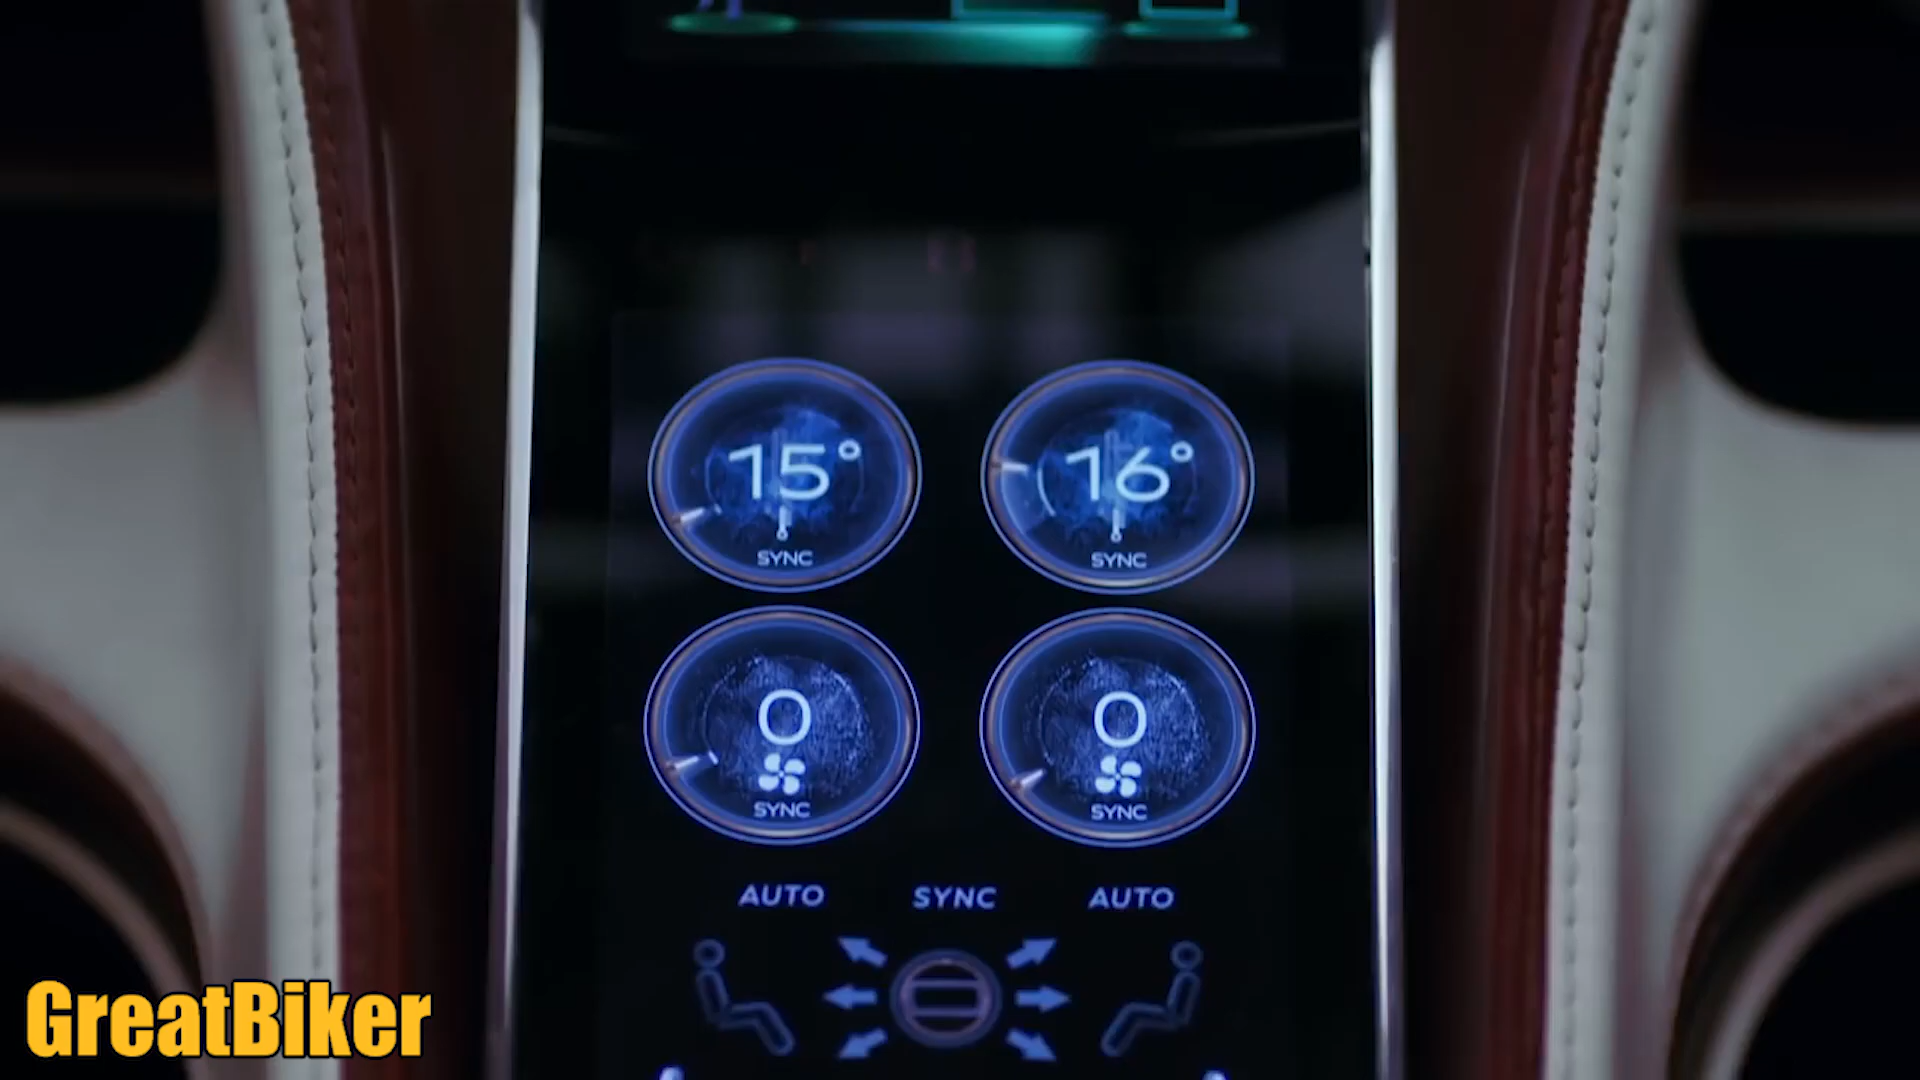 15° 16°
SYNC SYNC
0 0
SYNC SYNC
AUTO SYNC AUTO
GreatBiker